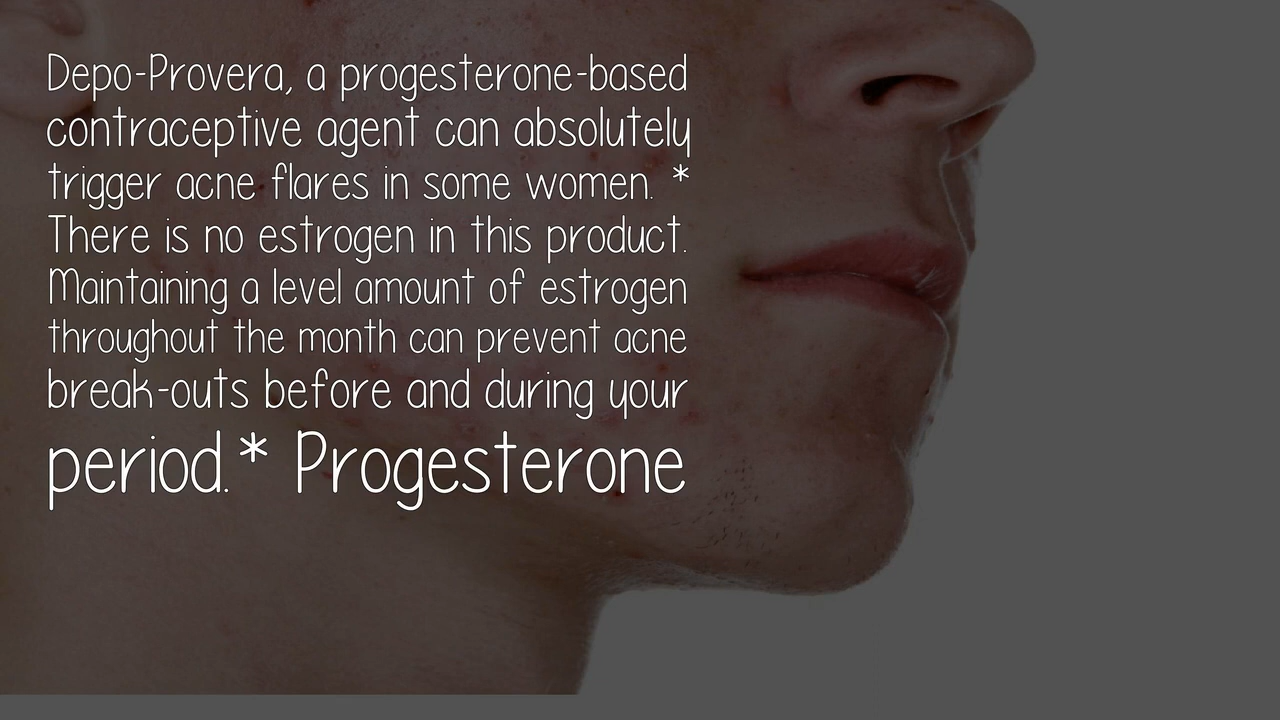 Depo-Provera, a progesterone-based
contraceptive agent can absolutely
trigger acne flares in some women. *
There is no estrogen in this product.
Maintaining a level amount of estrogen
throughout the month can prevent acne
break-outs before and during your
period.* Progesterone